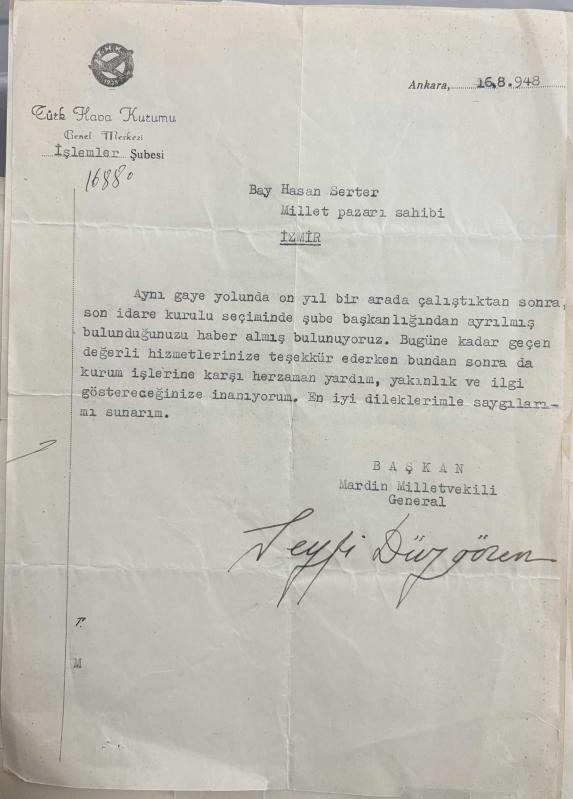 T.H.K.
1925
Türk Hava Kurumu
Genel Merkezi
İşlemler Şubesi
16880
Ankara, 16.8.948
Bay Hasan Serter
Millet pazarı sahibi
İZMİR
Aynı gaye yolunda on yıl bir arada çalıştıktan sonra,
son idare kurulu seçiminde şube başkanlığından ayrılmış
bulunduğunuzu haber almış bulunuyoruz. Bugüne kadar geçen
değerli hizmetlerinize teşekkür ederken bundan sonra da
kurum işlerine karşı herzaman yardım, yakınlık ve ilgi
göstereceğinize inanıyorum. En iyi dileklerimle saygıları-
mı sunarım.
BAŞKAN
Mardin Milletvekili
General
Seyfi Düzgören
T.
M